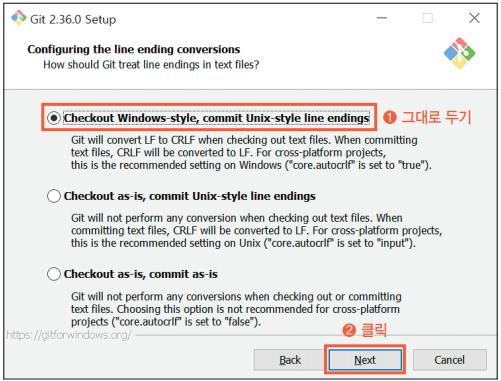 Git 2.36.0 Setup
Configuring the line ending conversions
How should Git treat line endings in text files?
Checkout Windows-style, commit Unix-style line endings
❶ 그대로 두기
Git will convert LF to CRLF when checking out text files. When committing
text files, CRLF will be converted to LF. For cross-platform projects,
this is the recommended setting on Windows ("core.autocrlf" is set to "true").
Checkout as-is, commit Unix-style line endings
Git will not perform any conversion when checking out text files. When
committing text files, CRLF will be converted to LF. For cross-platform projects,
this is the recommended setting on Unix ("core.autocrlf" is set to "input").
Checkout as-is, commit as-is
Git will not perform any conversions when checking out or committing
text files. Choosing this option is not recommended for cross-platform
projects ("core.autocrlf" is set to "false").
❷ 클릭
https://gitforwindows.org/
Back
Next
Cancel